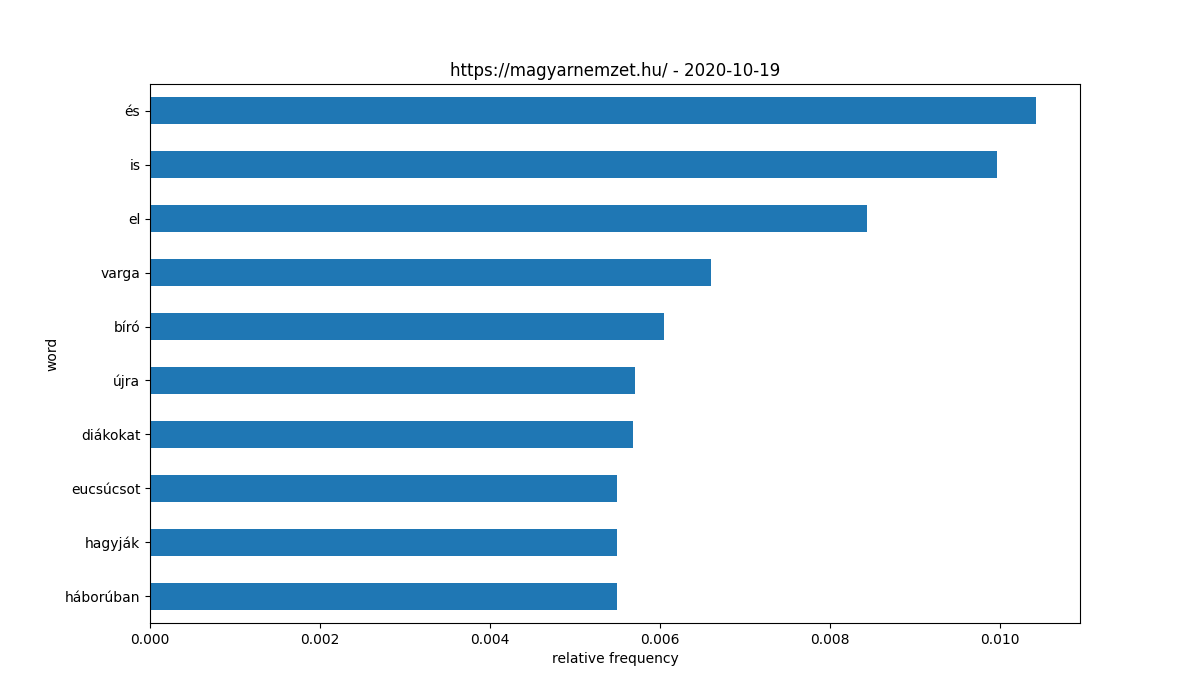 https://magyarnemzet.hu/ - 2020-10-19
és
is
el
varga
bíró
újra
diákokat
eucsúcsot
hagyják
háborúban
word
0.000 0.002 0.004 0.006 0.008 0.010
relative frequency